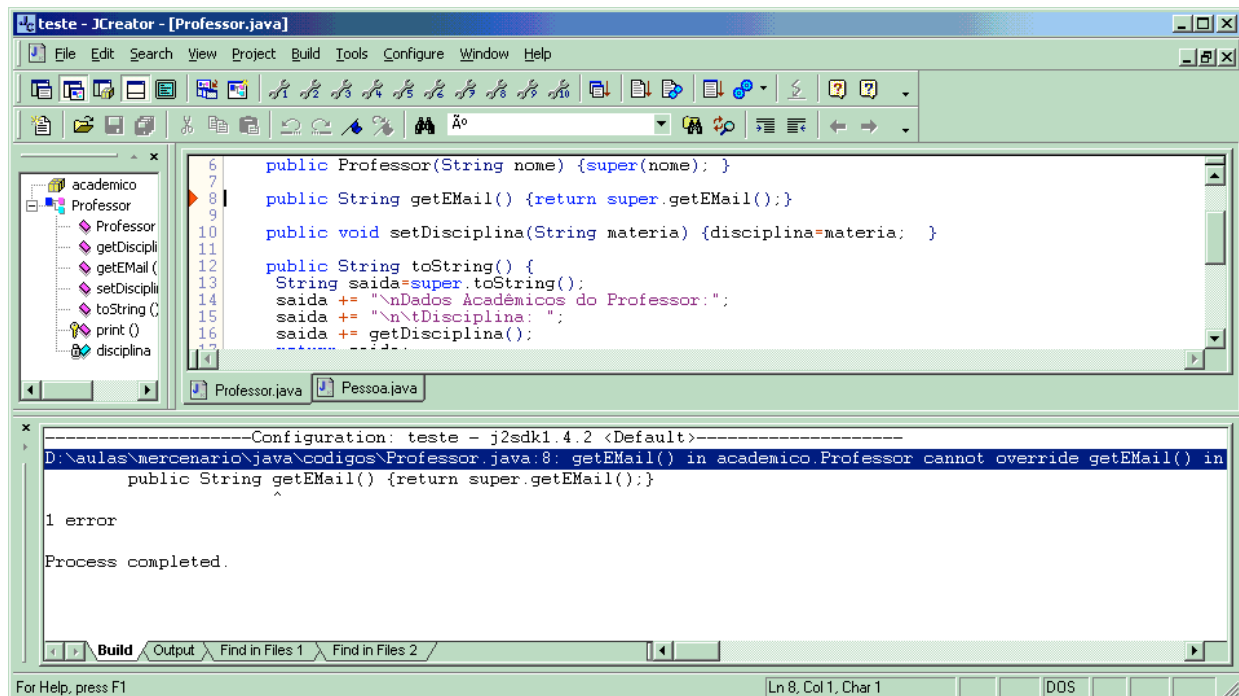 teste - JCreator - [Professor.java]
File Edit Search View Project Build Tools Configure Window Help
Ãº
academico
Professor
Professor
getDiscipli
getEMail (
setDiscipli
toString ()
print ()
disciplina
6 public Professor(String nome) {super(nome); }
7
8 public String getEMail() {return super.getEMail();}
9
10 public void setDisciplina(String materia) {disciplina=materia; }
11
12 public String toString() {
13 String saida=super.toString();
14 saida += "\nDados Acadêmicos do Professor:";
15 saida += "\n\tDisciplina: ";
16 saida += getDisciplina();
17 return saida;
Professor.java Pessoa.java
--------------------Configuration: teste - j2sdk1.4.2 <Default>--------------------
D:\aulas\mercenario\java\codigos\Professor.java:8: getEMail() in academico.Professor cannot override getEMail() in
public String getEMail() {return super.getEMail();}
^
1 error
Process completed.
Build Output Find in Files 1 Find in Files 2
For Help, press F1 Ln 8, Col 1, Char 1 DOS